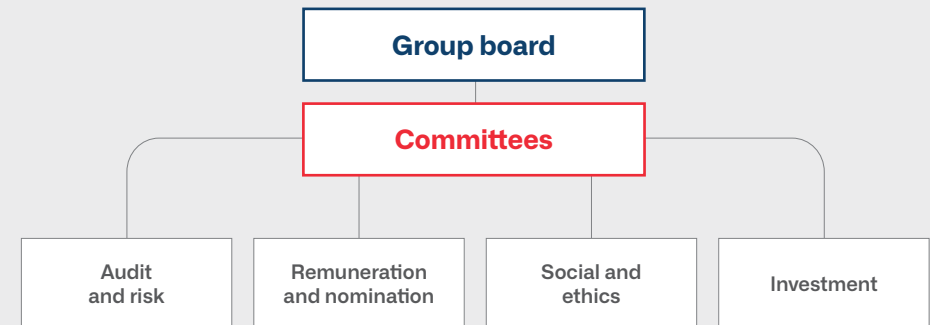 Group board
Committees
Audit
and risk
Remuneration
and nomination
Social and
ethics
Investment